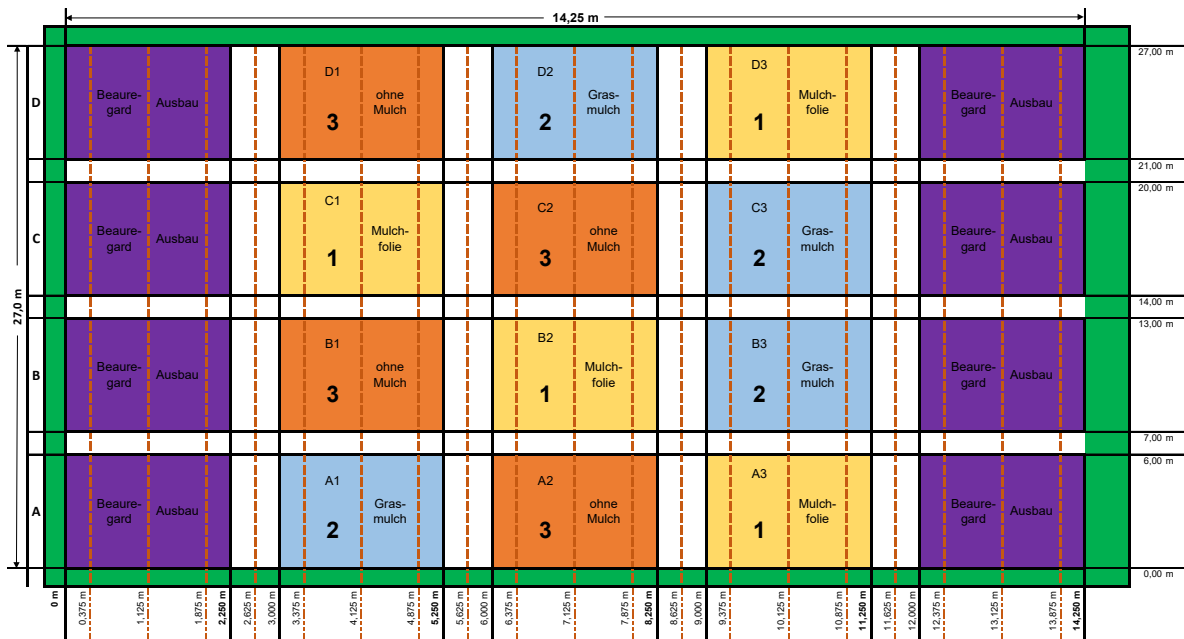 14,25 m
27,00 m
D
Beaure-
gard
Ausbau
D1
3
ohne
Mulch
D2
2
Gras-
mulch
D3
1
Mulch-
folie
Beaure-
gard
Ausbau
21,00 m
20,00 m
C
Beaure-
gard
Ausbau
C1
1
Mulch-
folie
C2
3
ohne
Mulch
C3
2
Gras-
mulch
Beaure-
gard
Ausbau
27,0 m
14,00 m
13,00 m
B
Beaure-
gard
Ausbau
B1
3
ohne
Mulch
B2
1
Mulch-
folie
B3
2
Gras-
mulch
Beaure-
gard
Ausbau
7,00 m
6,00 m
A
Beaure-
gard
Ausbau
A1
2
Gras-
mulch
A2
3
ohne
Mulch
A3
1
Mulch-
folie
Beaure-
gard
Ausbau
0,00 m
0 m
0,375 m
1,125 m
1,875 m
2,250 m
2,625 m
3,000 m
3,375 m
4,125 m
4,875 m
5,250 m
5,625 m
6,000 m
6,375 m
7,125 m
7,875 m
8,250 m
8,625 m
9,000 m
9,375 m
10,125 m
10,875 m
11,250 m
11,625 m
12,000 m
12,375 m
13,125 m
13,875 m
14,250 m